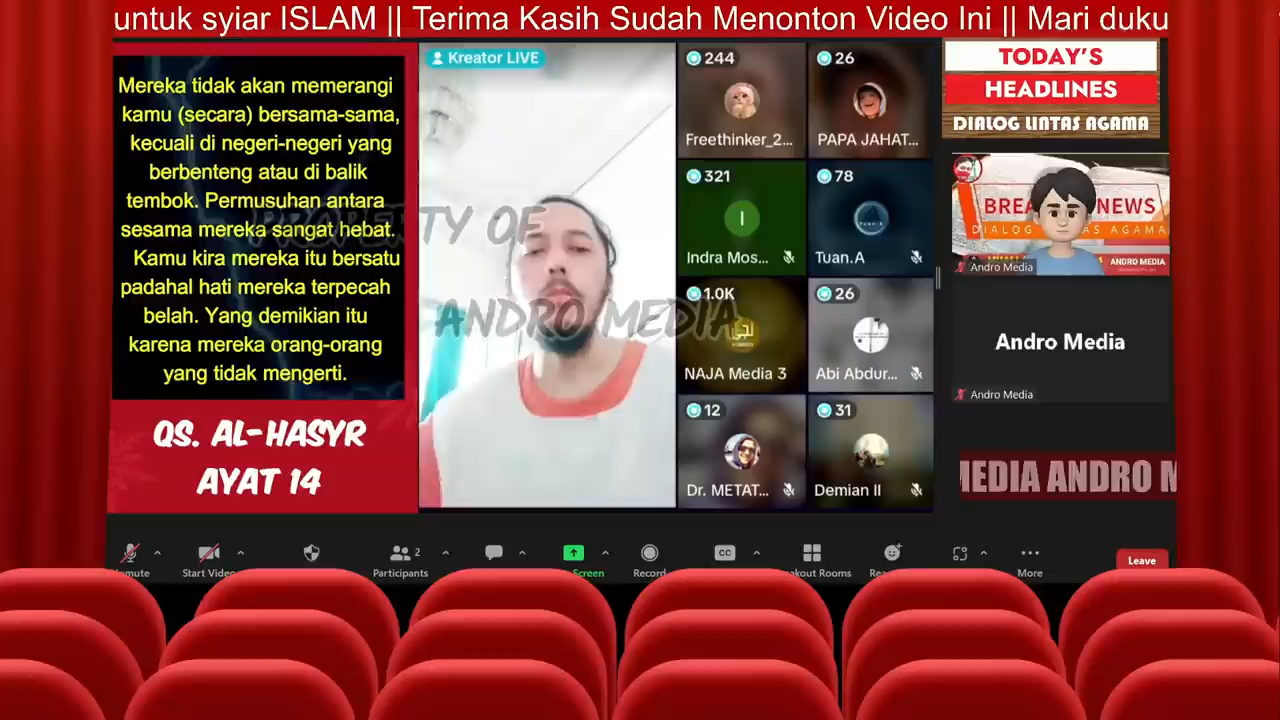 untuk syiar ISLAM || Terima Kasih Sudah Menonton Video Ini || Mari duku
Mereka tidak akan memerangi
kamu (secara) bersama-sama,
kecuali di negeri-negeri yang
berbenteng atau di balik
tembok. Permusuhan antara
sesama mereka sangat hebat.
Kamu kira mereka itu bersatu
padahal hati mereka terpecah
belah. Yang demikian itu
karena mereka orang-orang
yang tidak mengerti.
QS. AL-HASYR
AYAT 14
Kreator LIVE
PROPERTY OF
ANDRO MEDIA
244
Freethinker_2...
26
PAPA JAHAT...
321
I
Indra Mos...
78
Tuan.A
1.0K
NAJA Media 3
26
Abi Abdur...
12
Dr. METAT...
31
Demian II
TODAY'S
HEADLINES
DIALOG LINTAS AGAMA
BREA NEWS
DIALOG AS AGAMA
ANDRO MEDIA
Andro Media
Andro Media
Andro Media
MEDIA ANDRO M
Start Video
Participants
2
Screen
Record
CC
More
Leave